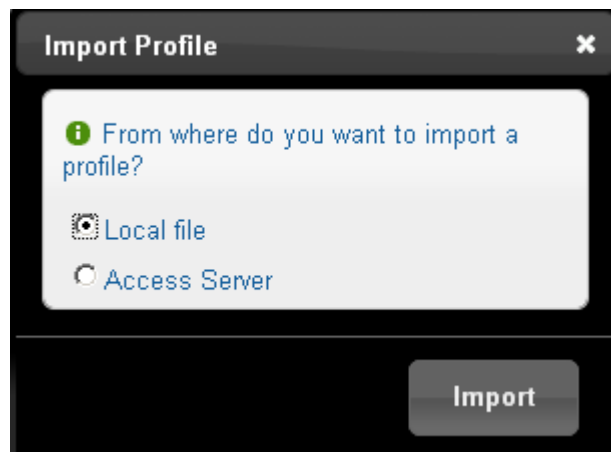 Import Profile
From where do you want to import a
profile?
Local file
Access Server
Import